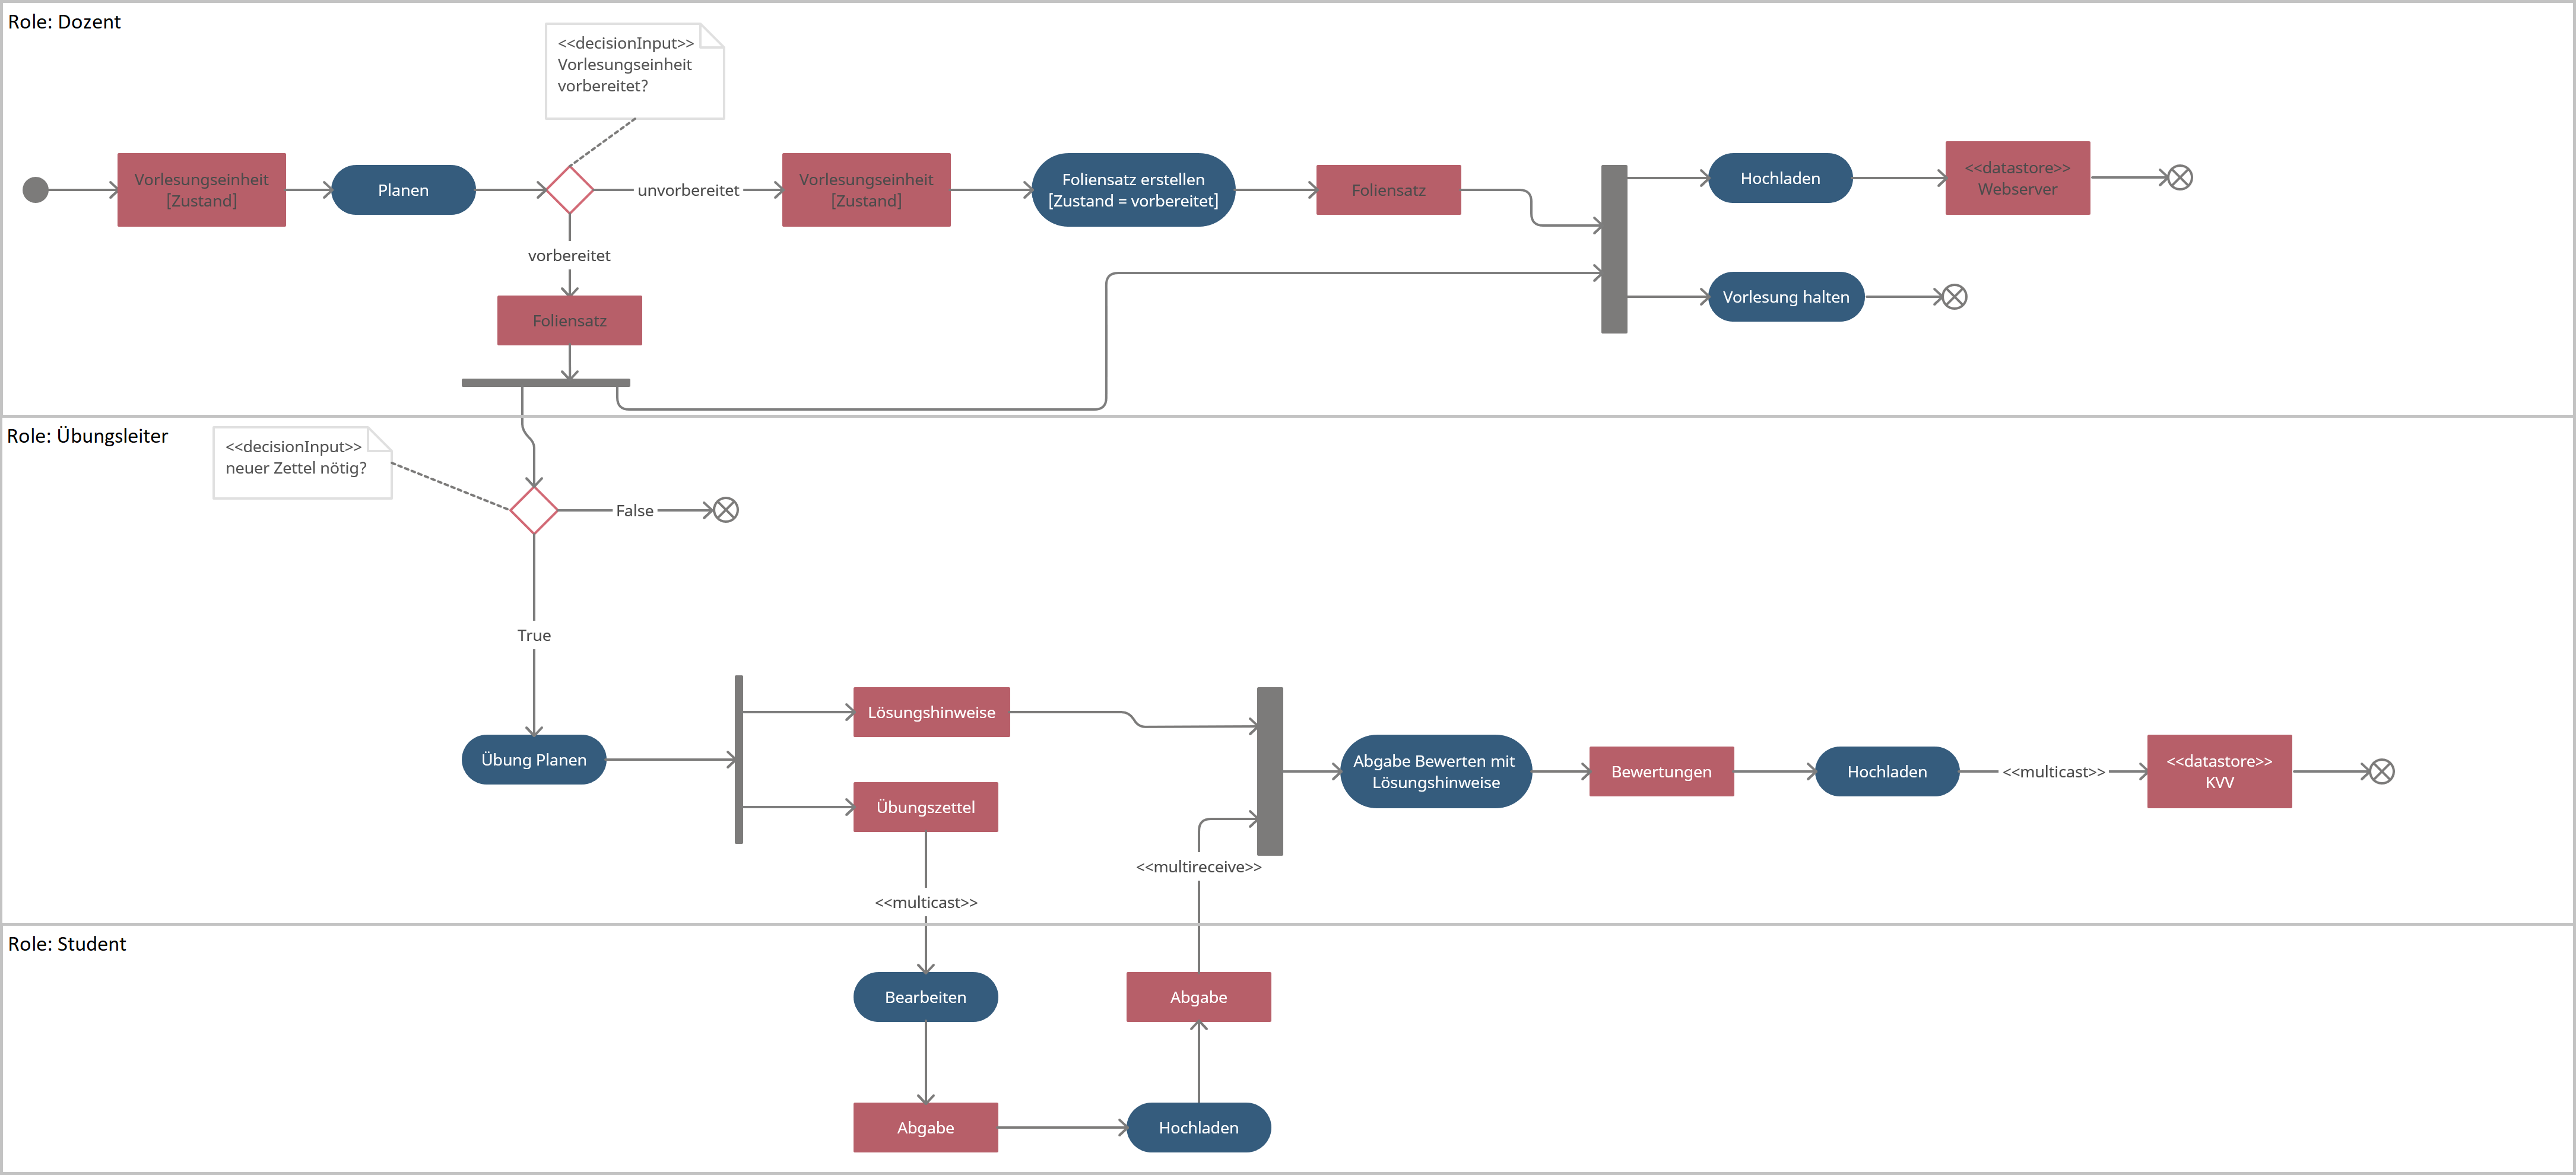 Role: Dozent
<<decisionInput>>
Vorlesungseinheit
vorbereitet?
Vorlesungseinheit
[Zustand]
Planen
unvorbereitet
Vorlesungseinheit
[Zustand]
Foliensatz erstellen
[Zustand = vorbereitet]
Foliensatz
Hochladen
<<datastore>>
Webserver
vorbereitet
Foliensatz
Vorlesung halten
Role: Übungsleiter
<<decisionInput>>
neuer Zettel nötig?
False
True
Übung Planen
Lösungshinweise
Übungszettel
Abgabe Bewerten mit
Lösungshinweise
Bewertungen
Hochladen
<<multicast>>
<<datastore>>
KVV
<<multireceive>>
<<multicast>>
Role: Student
Bearbeiten
Abgabe
Abgabe
Hochladen